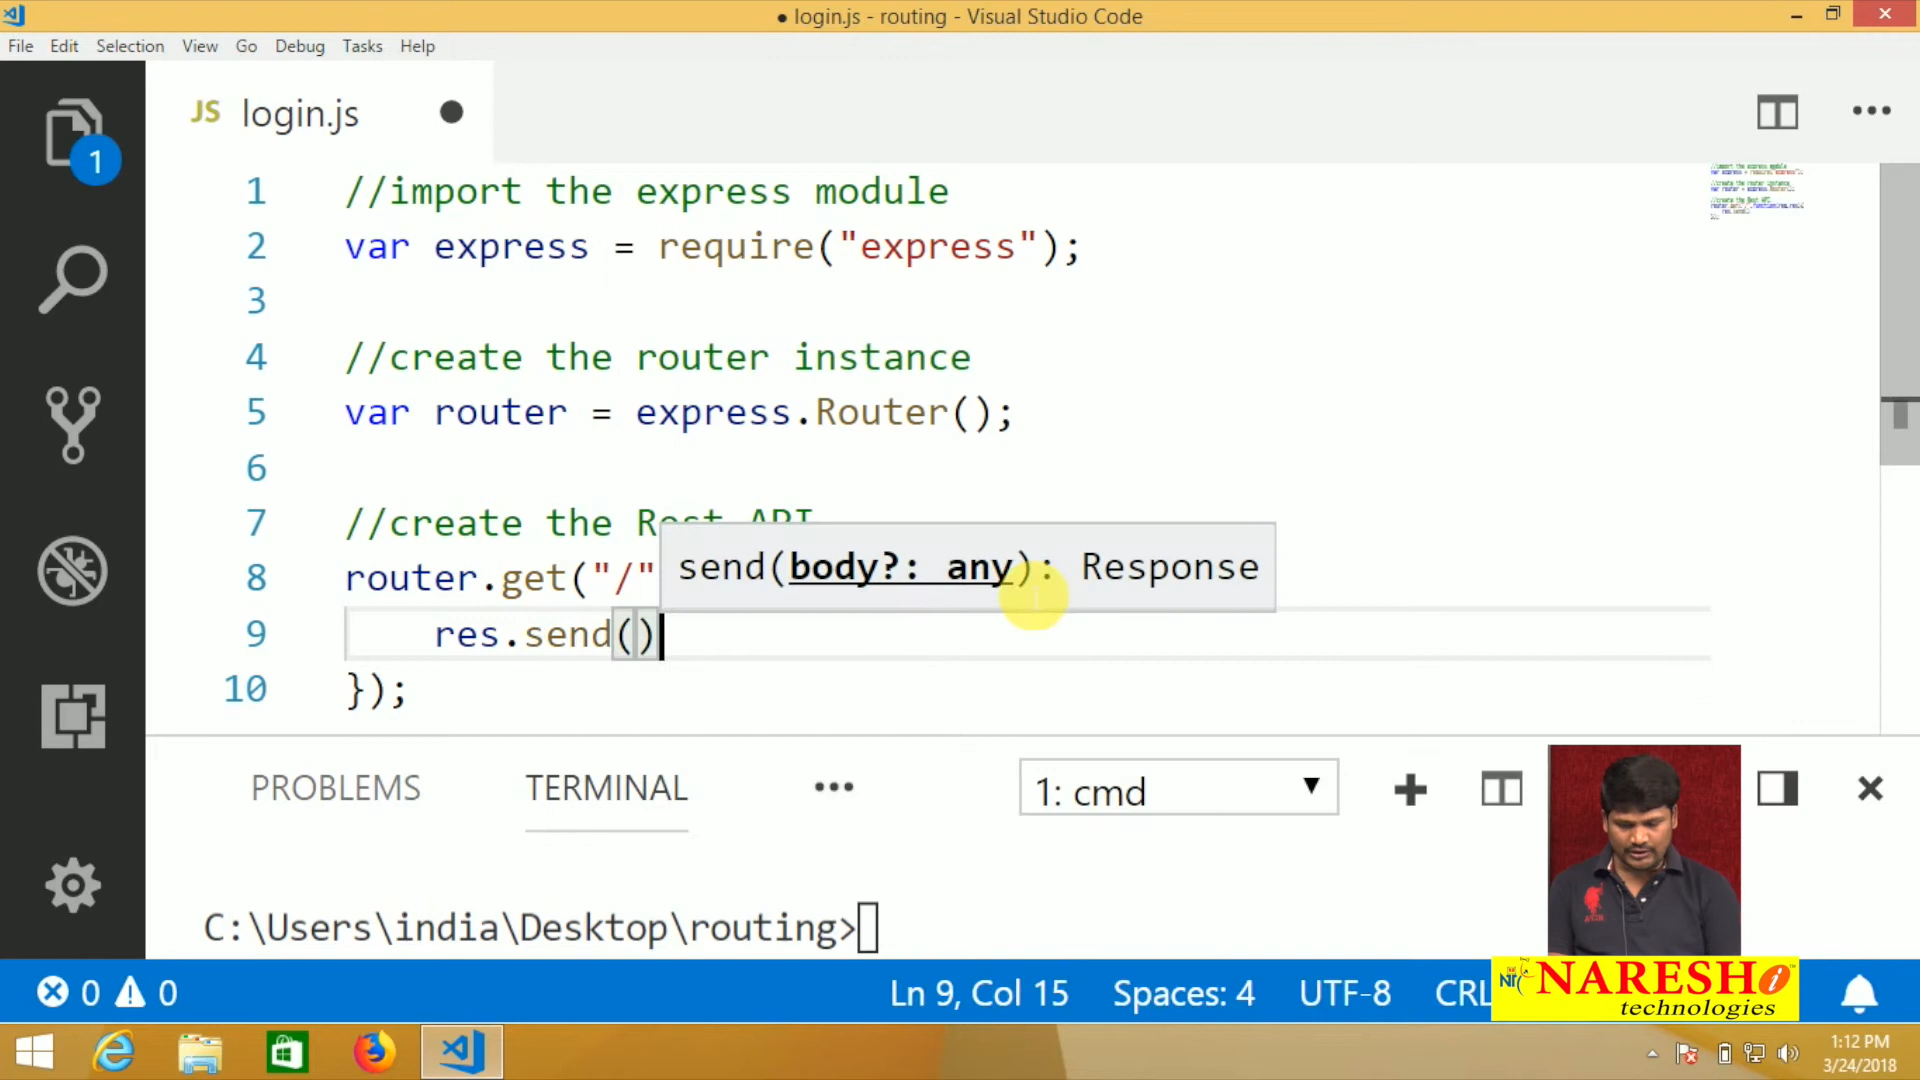 ● login.js - routing - Visual Studio Code
File Edit Selection View Go Debug Tasks Help
JS login.js ●
1
1 //import the express module
2 var express = require("express");
3
4 //create the router instance
5 var router = express.Router();
6
7 //create the Rest API
8 router.get("/"
send(body?: any): Response
9 res.send()
10 });
PROBLEMS TERMINAL ••• 1: cmd
C:\Users\india\Desktop\routing>
0 0 Ln 9, Col 15 Spaces: 4 UTF-8 CRL
NARESH i
technologies
1:12 PM
3/24/2018